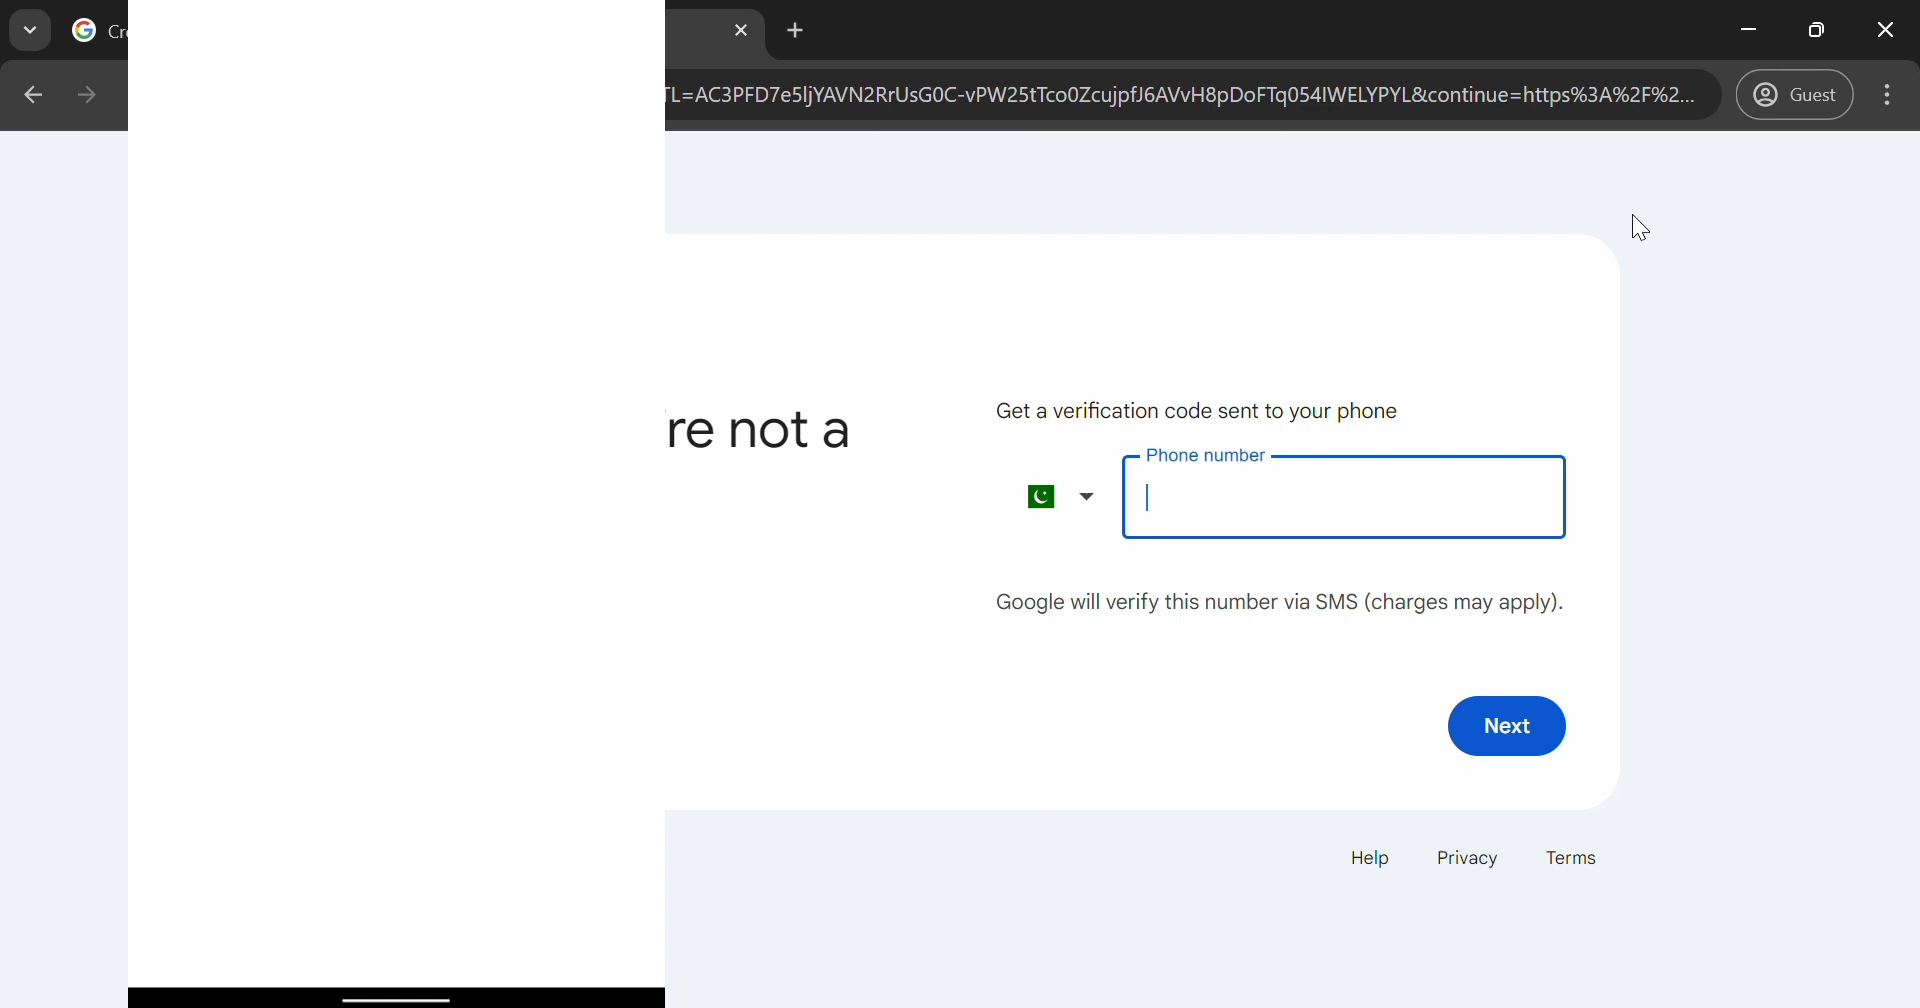 Guest
TL=AC3PFD7e5ljYAVN2RrUsG0C-vPW25tTco0ZcujpfJ6AVvH8pDoFTq054IWELYPYL&continue=https%3A%2F%2...
're not a
Get a verification code sent to your phone
Phone number
Google will verify this number via SMS (charges may apply).
Next
Help Privacy Terms